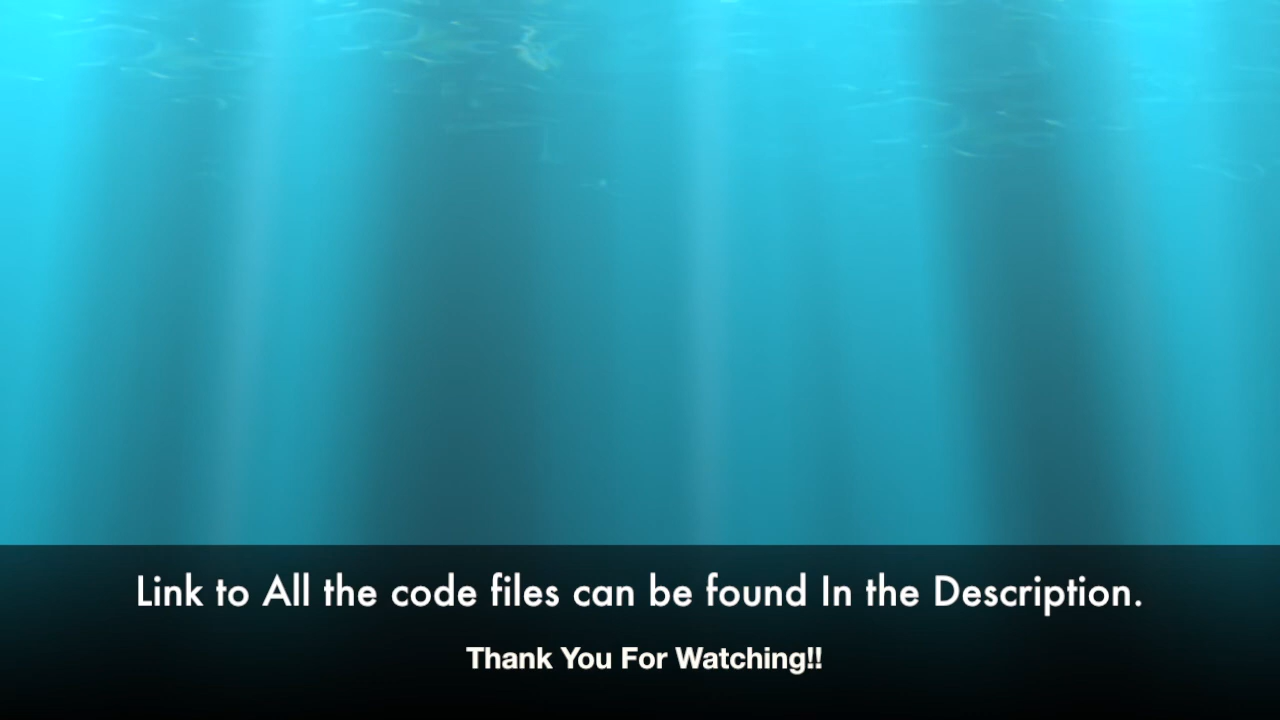 Link to All the code files can be found In the Description.
Thank You For Watching!!